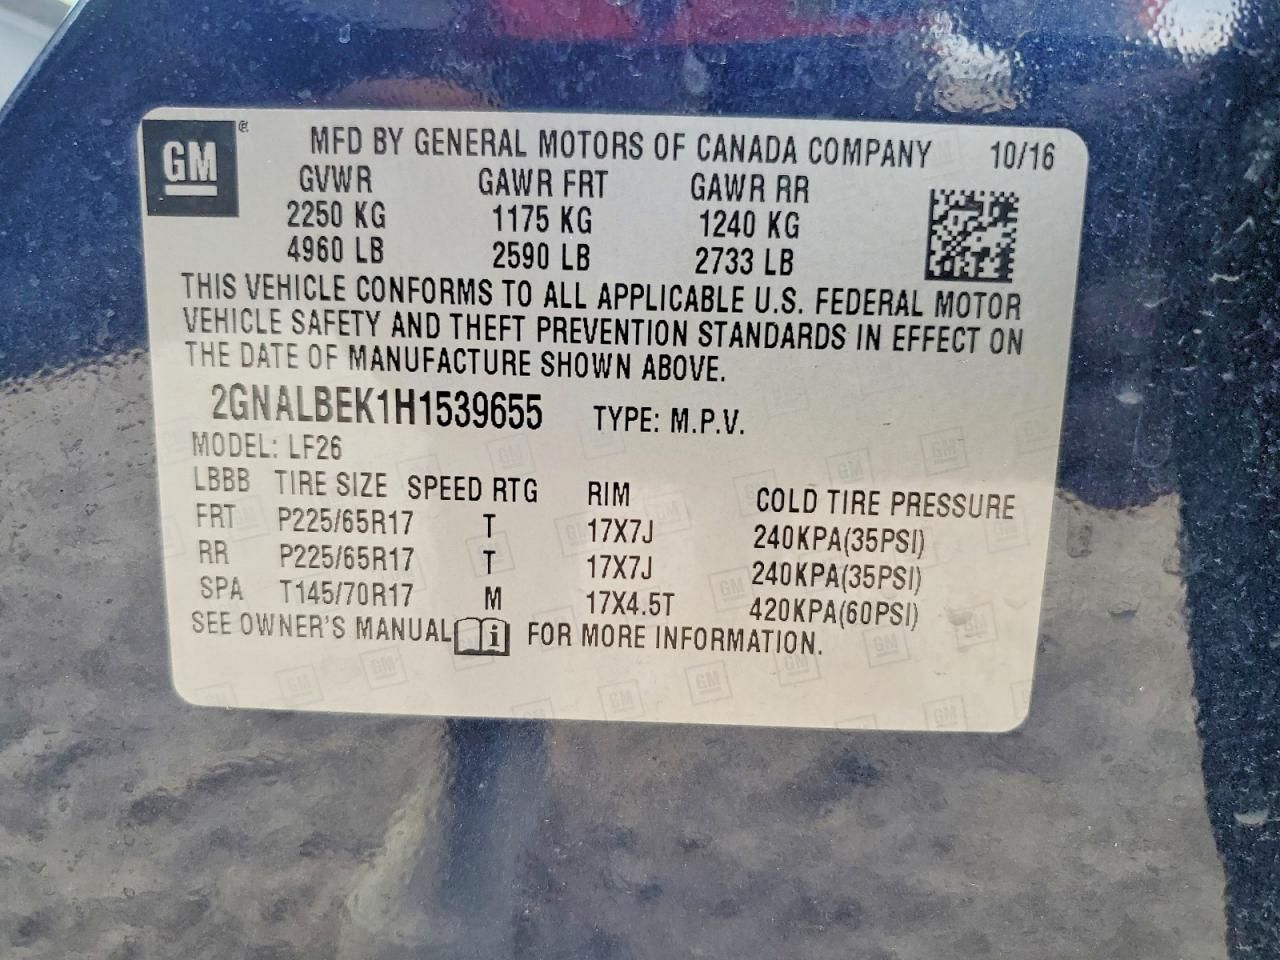 GM ® MFD BY GENERAL MOTORS OF CANADA COMPANY 10/16
GVWR GAWR FRT GAWR RR
2250 KG 1175 KG 1240 KG
4960 LB 2590 LB 2733 LB
THIS VEHICLE CONFORMS TO ALL APPLICABLE U.S. FEDERAL MOTOR
VEHICLE SAFETY AND THEFT PREVENTION STANDARDS IN EFFECT ON
THE DATE OF MANUFACTURE SHOWN ABOVE.
2GNALBEK1H1539655 TYPE: M.P.V.
MODEL: LF26
LBBB TIRE SIZE SPEED RTG RIM COLD TIRE PRESSURE
FRT P225/65R17 T 17X7J 240KPA(35PSI)
RR P225/65R17 T 17X7J 240KPA(35PSI)
SPA T145/70R17 M 17X4.5T 420KPA(60PSI)
SEE OWNER'S MANUAL i FOR MORE INFORMATION.